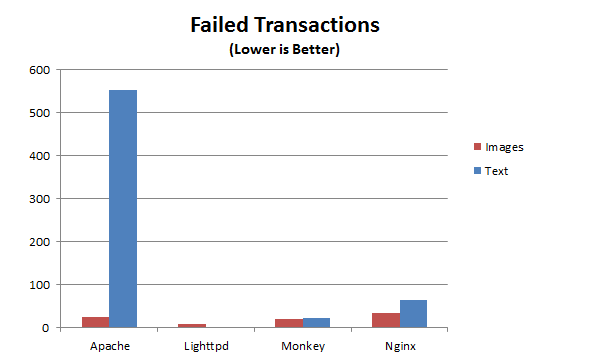 Failed Transactions
(Lower is Better)
600
500
400
300
200
100
0
Apache
Lighttpd
Monkey
Nginx
Images
Text